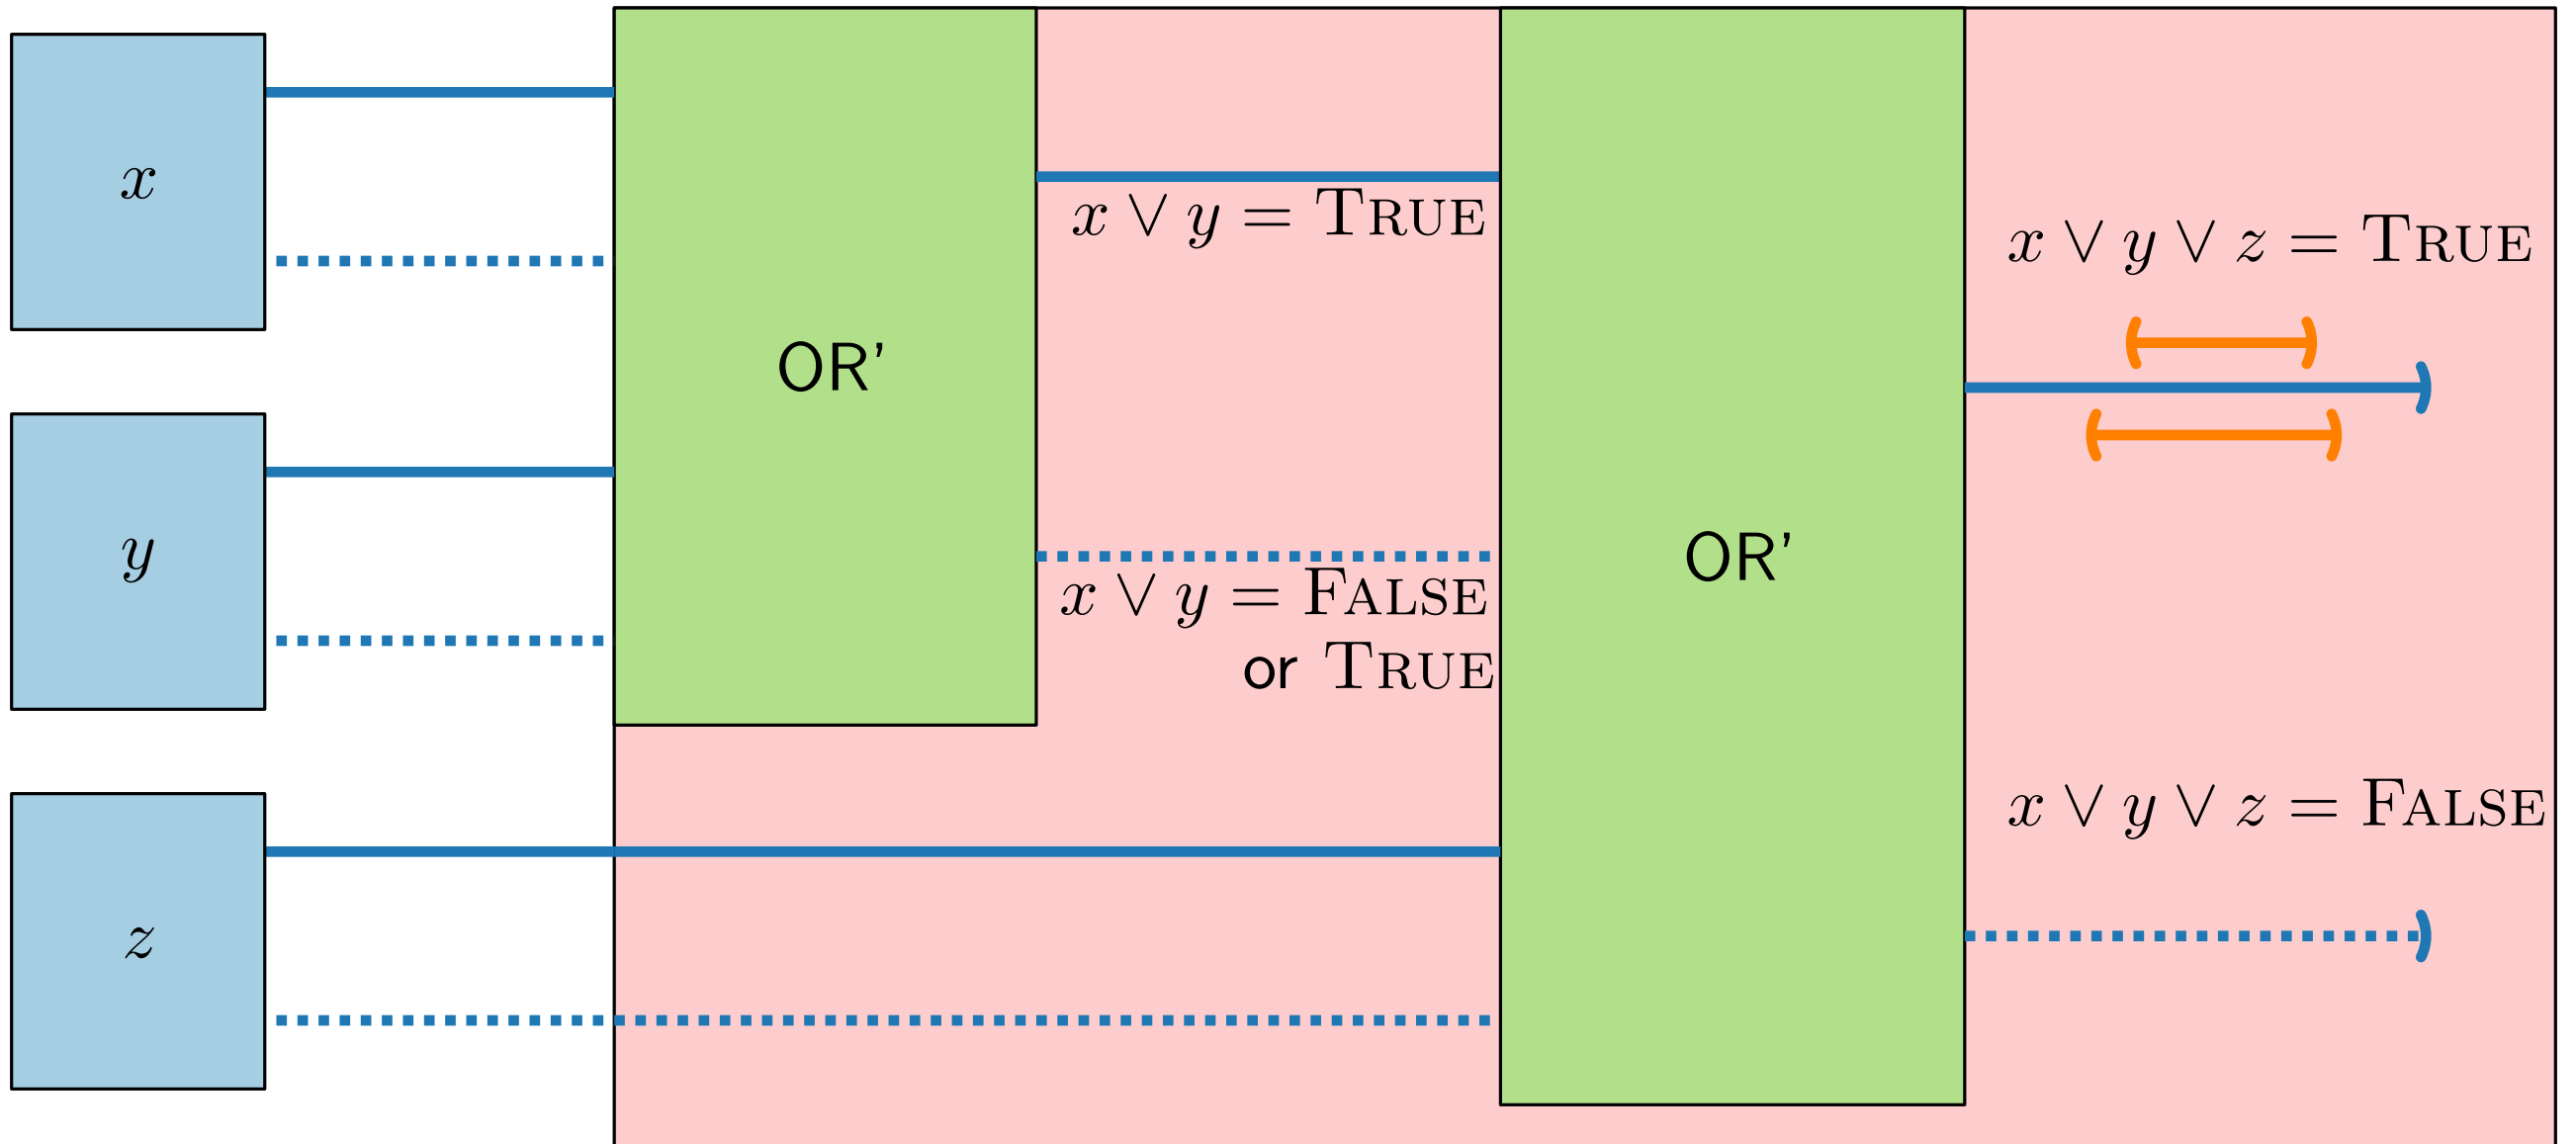 x
y
z
OR'
x ∨ y = TRUE
x ∨ y = FALSE
or TRUE
OR'
x ∨ y ∨ z = TRUE
x ∨ y ∨ z = FALSE